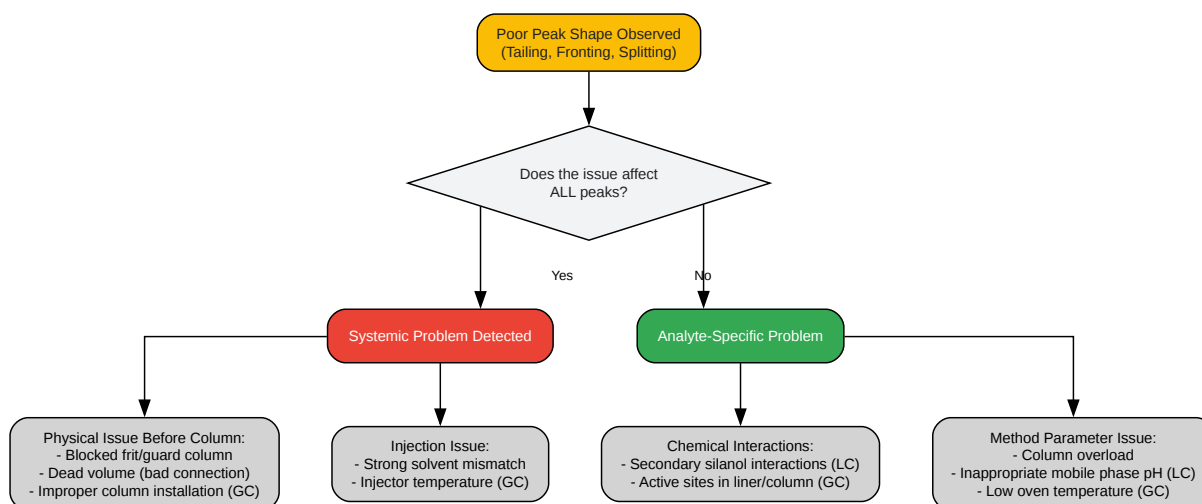 Poor Peak Shape Observed
(Tailing, Fronting, Splitting)
Does the issue affect
ALL peaks?
Yes
No
Systemic Problem Detected
Analyte-Specific Problem
Physical Issue Before Column:
- Blocked frit/guard column
- Dead volume (bad connection)
- Improper column installation (GC)
Injection Issue:
- Strong solvent mismatch
- Injector temperature (GC)
Chemical Interactions:
- Secondary silanol interactions (LC)
- Active sites in liner/column (GC)
Method Parameter Issue:
- Column overload
- Inappropriate mobile phase pH (LC)
- Low oven temperature (GC)